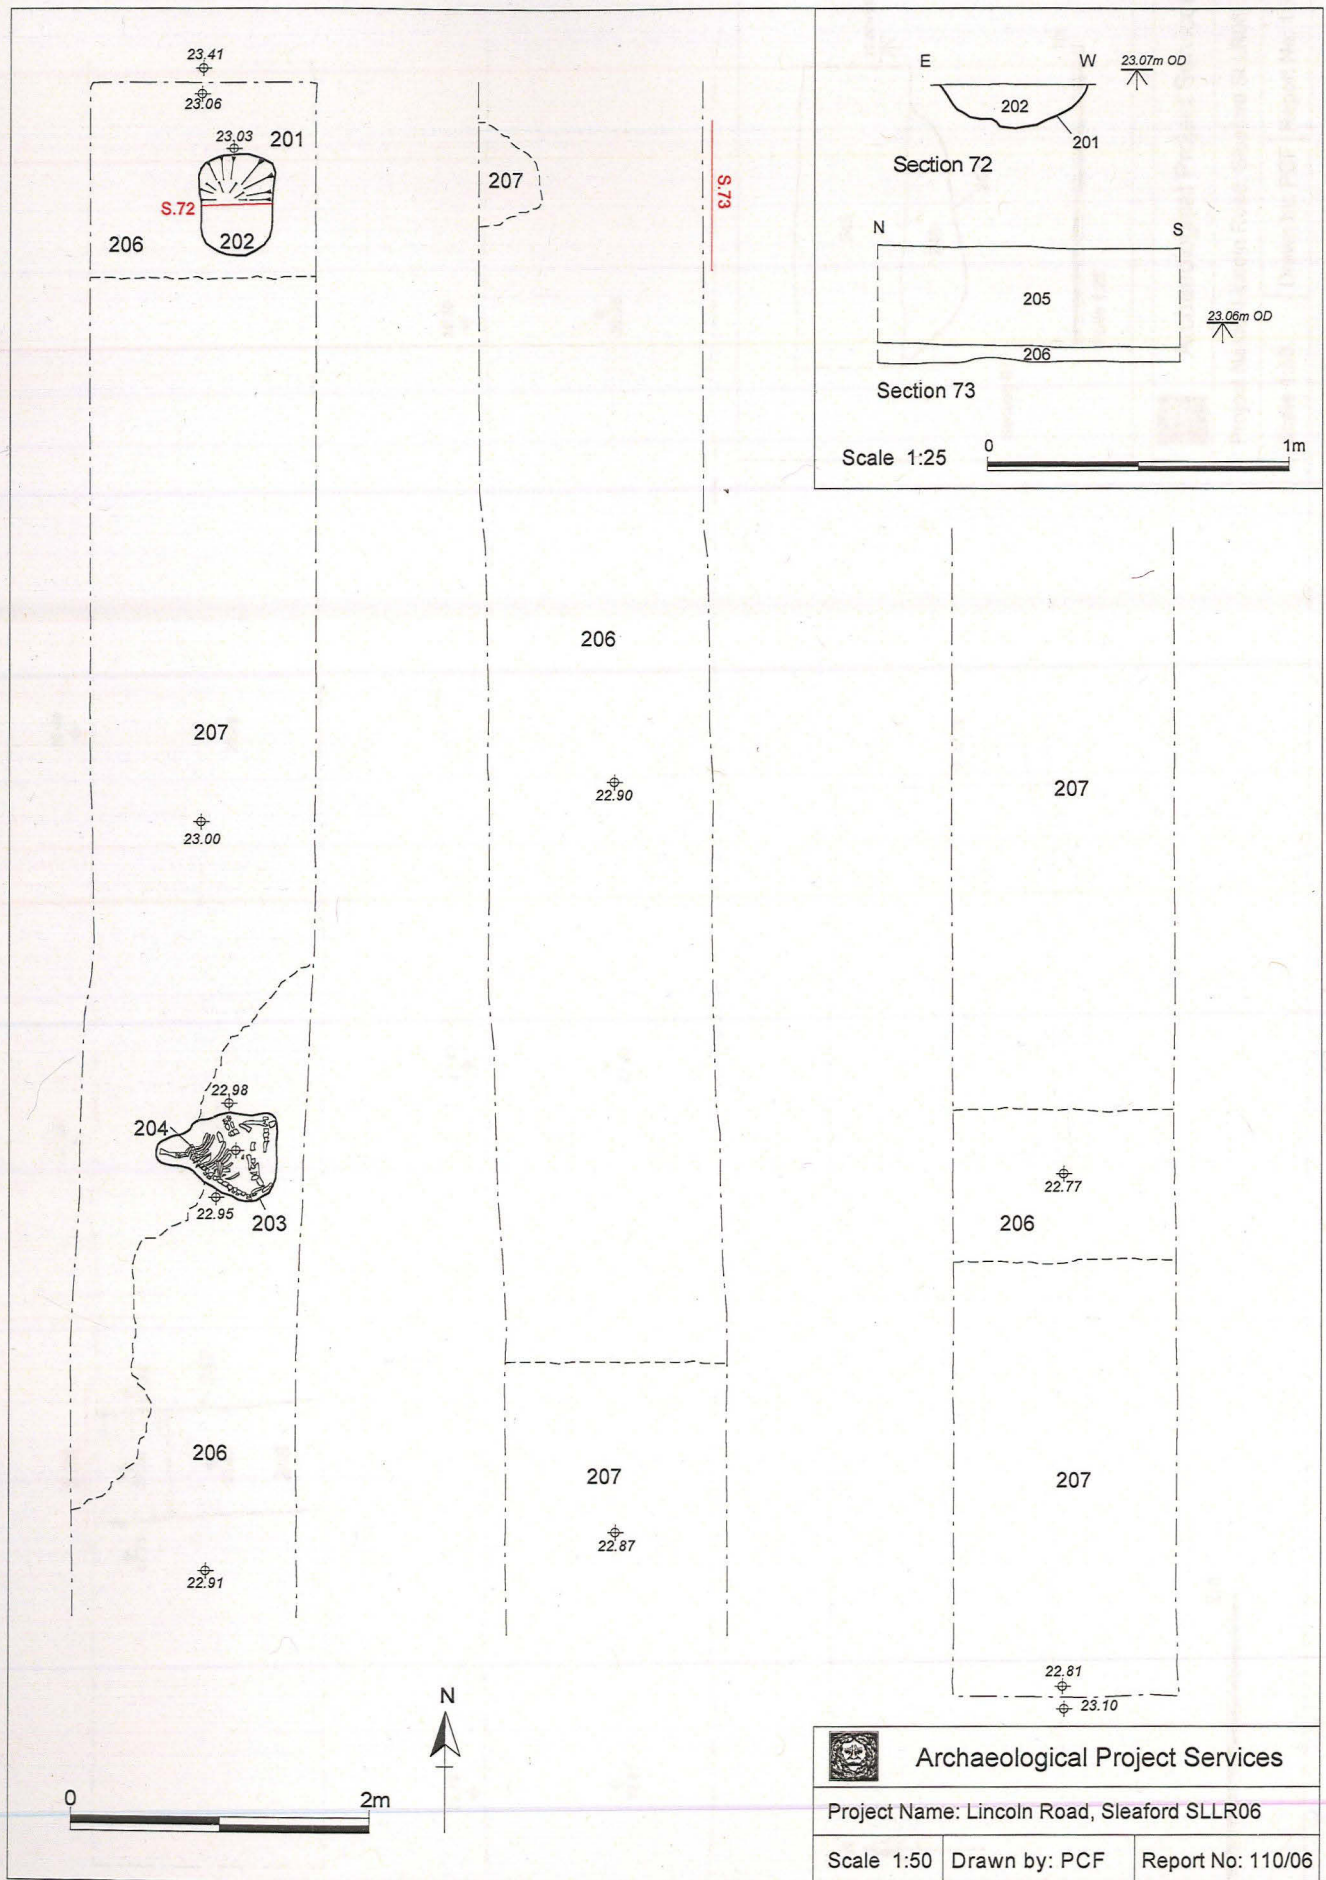 23.41
23.06
23.03
201
S.72
206
202
207
23.00
22.98
204
22.95
203
206
22.91
207
S.73
206
22.90
207
22.87
E W 23.07m OD
202
201
Section 72
N S
205
23.06m OD
206
Section 73
Scale 1:25
0 1m
207
22.77
206
207
22.81
23.10
N
0 2m
Archaeological Project Services
Project Name: Lincoln Road, Sleaford SLLR06
Scale 1:50
Drawn by: PCF
Report No: 110/06